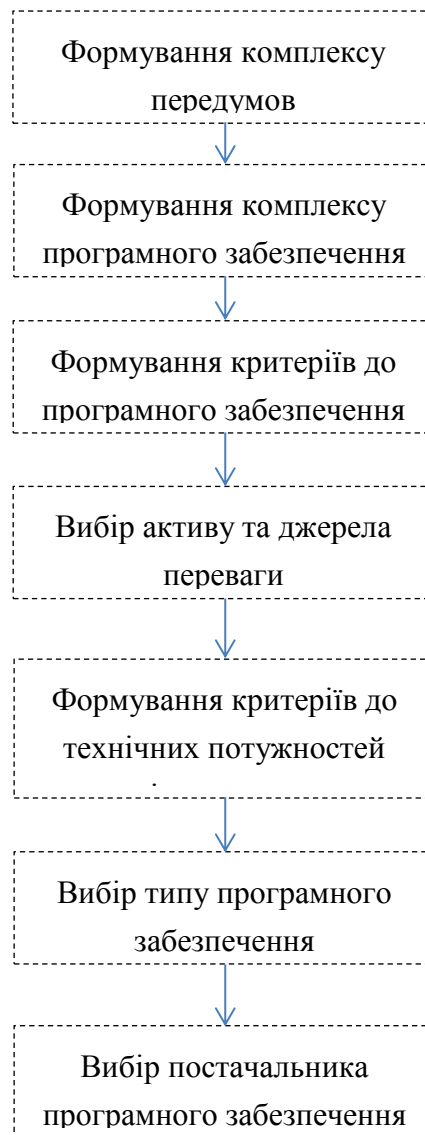 Формування комплексу
передумов
Формування комплексу
програмного забезпечення
Формування критеріїв до
програмного забезпечення
Вибір активу та джерела
переваги
Формування критеріїв до
технічних потужностей
Вибір типу програмного
забезпечення
Вибір постачальника
програмного забезпечення